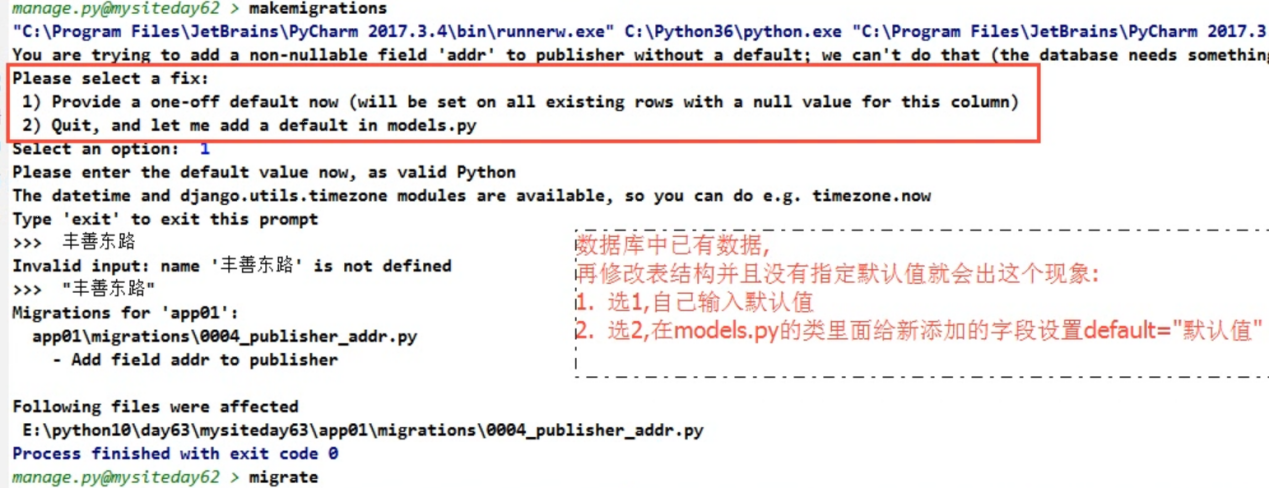 manage.py@mysiteday62 > makemigrations
"C:\Program Files\JetBrains\PyCharm 2017.3.4\bin\runnerw.exe" C:\Python36\python.exe "C:\Program Files\JetBrains\PyCharm 2017.3
You are trying to add a non-nullable field 'addr' to publisher without a default; we can't do that (the database needs something
Please select a fix:
1) Provide a one-off default now (will be set on all existing rows with a null value for this column)
2) Quit, and let me add a default in models.py
Select an option: 1
Please enter the default value now, as valid Python
The datetime and django.utils.timezone modules are available, so you can do e.g. timezone.now
Type 'exit' to exit this prompt
>>> 丰善东路
Invalid input: name '丰善东路' is not defined
>>> "丰善东路"
Migrations for 'app01':
app01\migrations\0004_publisher_addr.py
- Add field addr to publisher
数据库中已有数据,
再修改表结构并且没有指定默认值就会出这个现象:
1. 选1,自己输入默认值
2. 选2,在models.py的类里面给新添加的字段设置default="默认值"
Following files were affected
E:\python10\day63\mysiteday63\app01\migrations\0004_publisher_addr.py
Process finished with exit code 0
manage.py@mysiteday62 > migrate